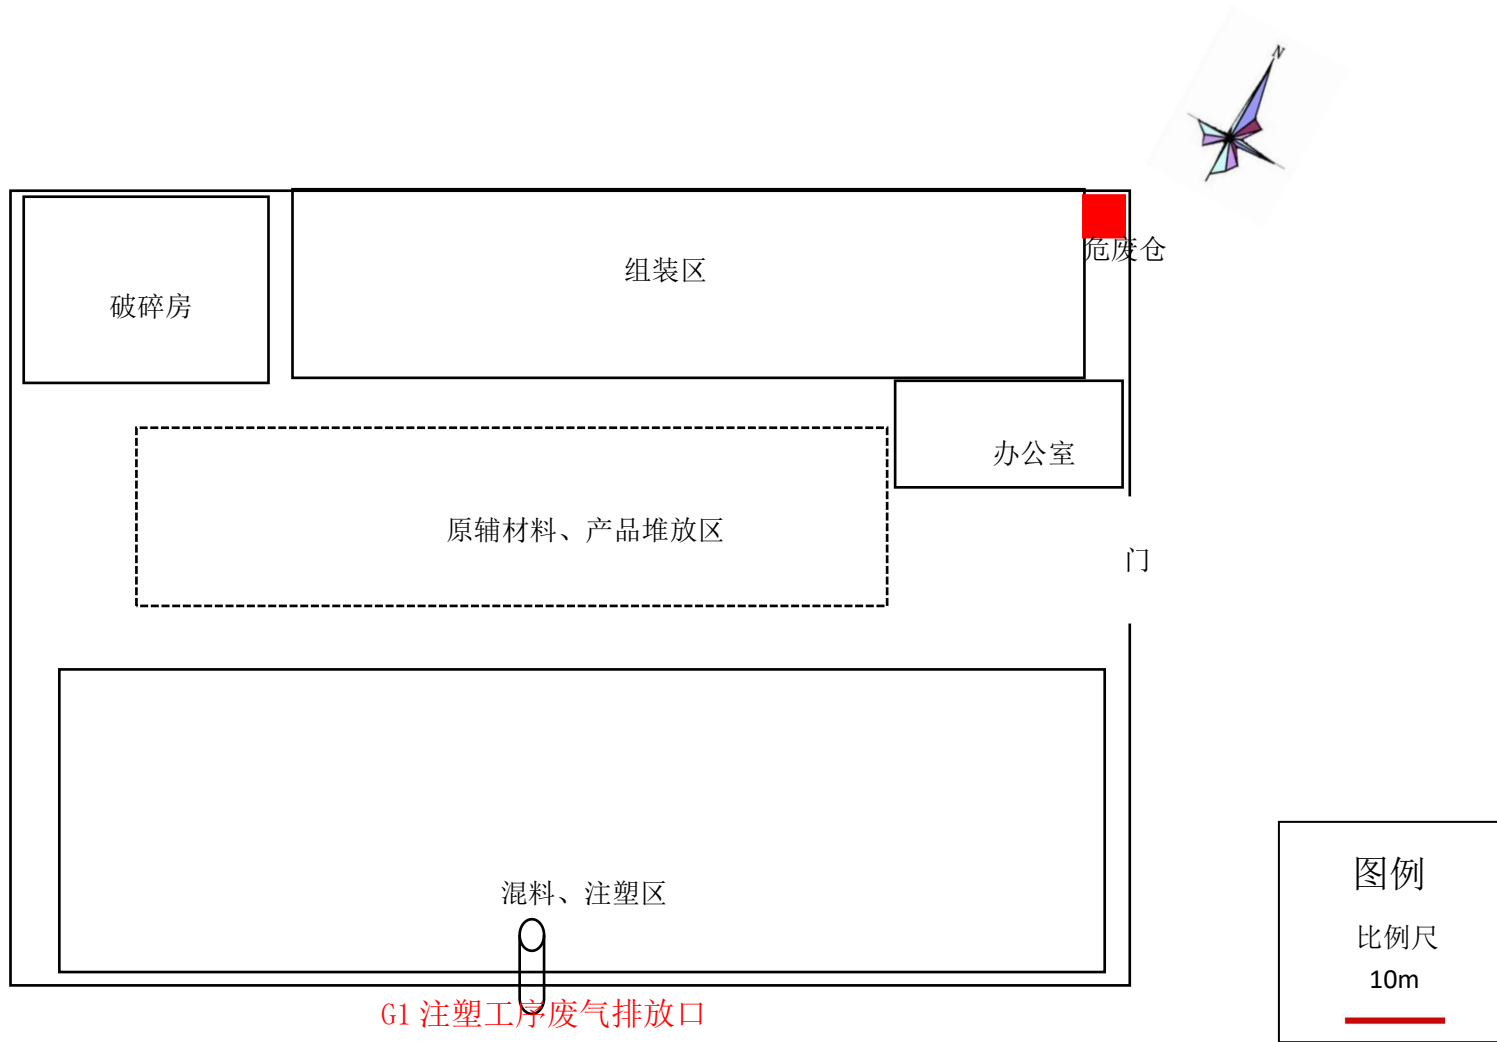 N
危废仓
组装区
破碎房
办公室
原辅材料、产品堆放区
门
混料、注塑区
G1 注塑工序废气排放口
图例
比例尺
10m